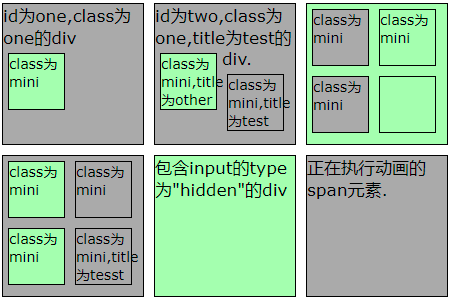 id为one,class为
one的div
class为
mini
id为two,class为
one,title为test的
div.
class为
mini,title
为other
class为
mini,title
为test
class为
mini
class为
mini
class为
mini
class为
mini
class为
mini
class为
mini
class为
mini,title
为tesst
包含input的type
为"hidden"的div
正在执行动画的
span元素.